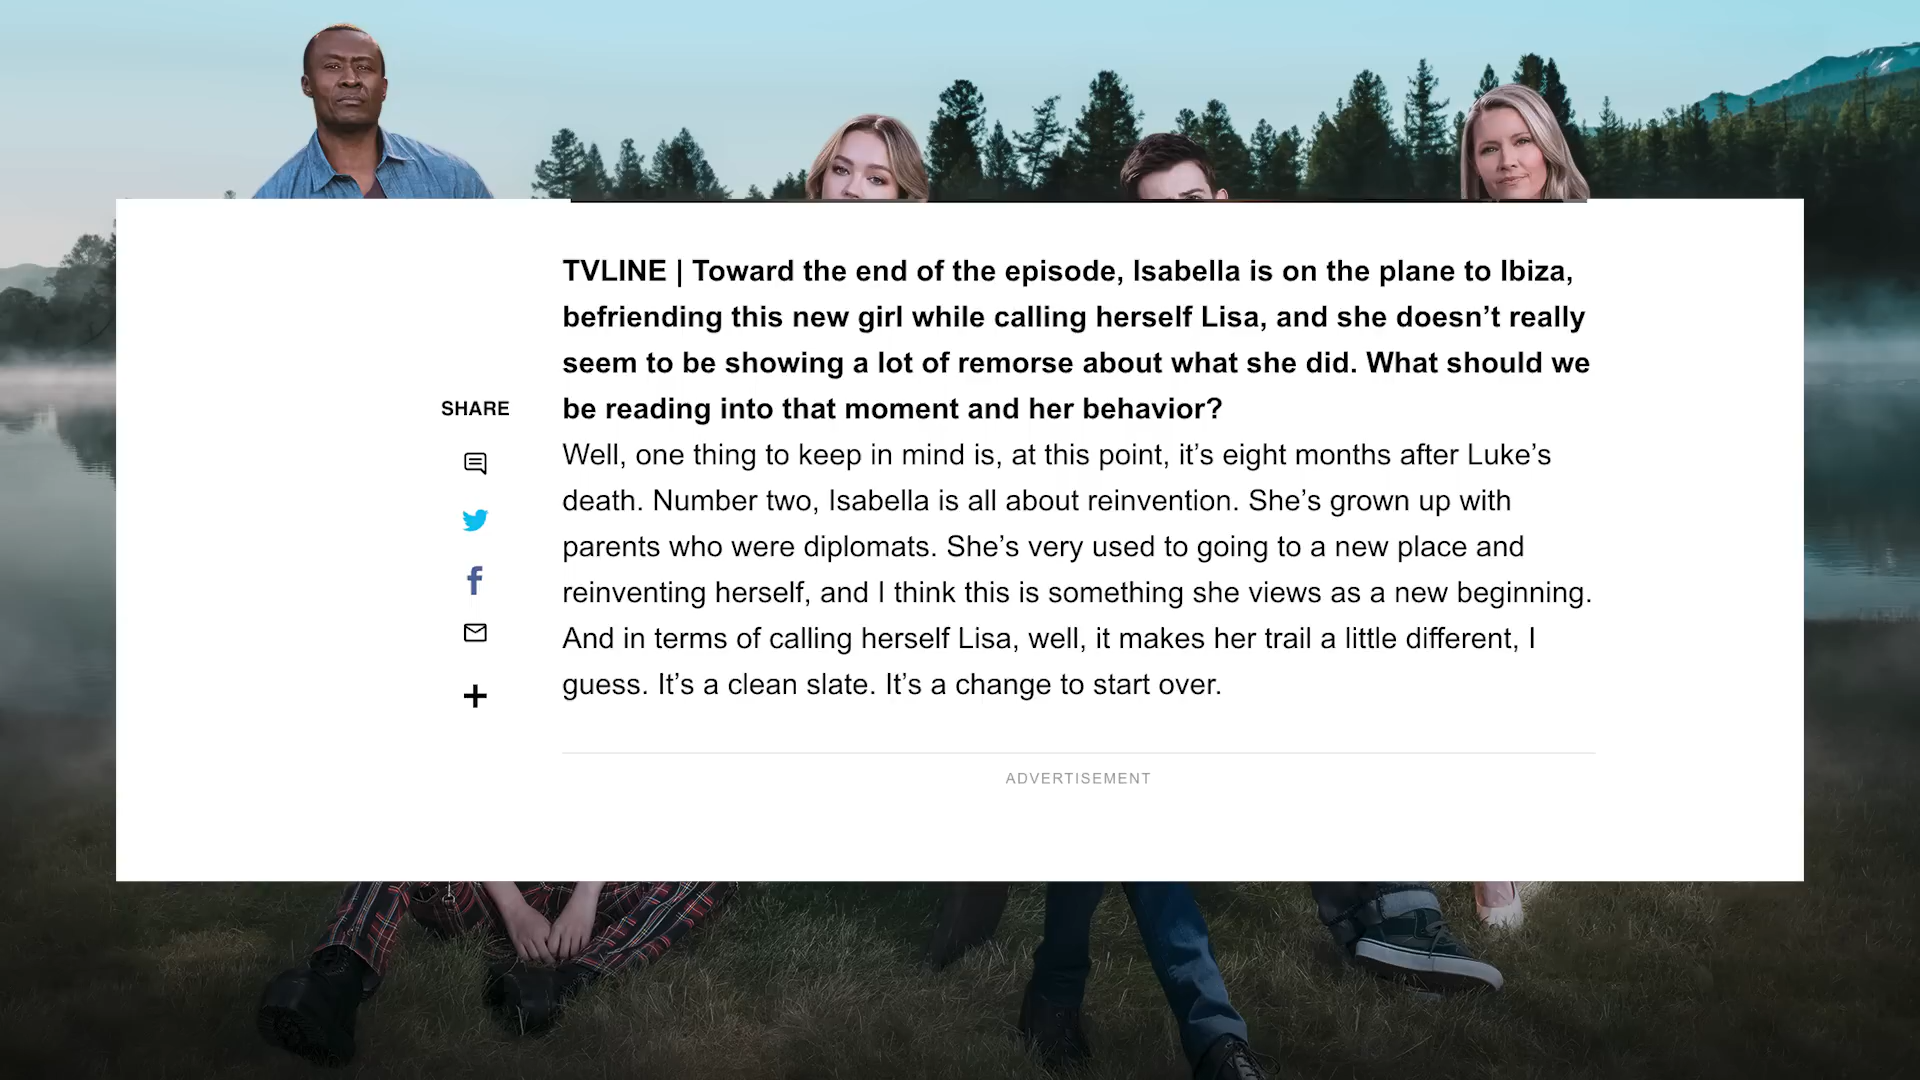 TVLINE | Toward the end of the episode, Isabella is on the plane to Ibiza,
befriending this new girl while calling herself Lisa, and she doesn’t really
seem to be showing a lot of remorse about what she did. What should we
be reading into that moment and her behavior?
Well, one thing to keep in mind is, at this point, it’s eight months after Luke’s
death. Number two, Isabella is all about reinvention. She’s grown up with
parents who were diplomats. She’s very used to going to a new place and
reinventing herself, and I think this is something she views as a new beginning.
And in terms of calling herself Lisa, well, it makes her trail a little different, I
guess. It’s a clean slate. It’s a change to start over.
SHARE
ADVERTISEMENT